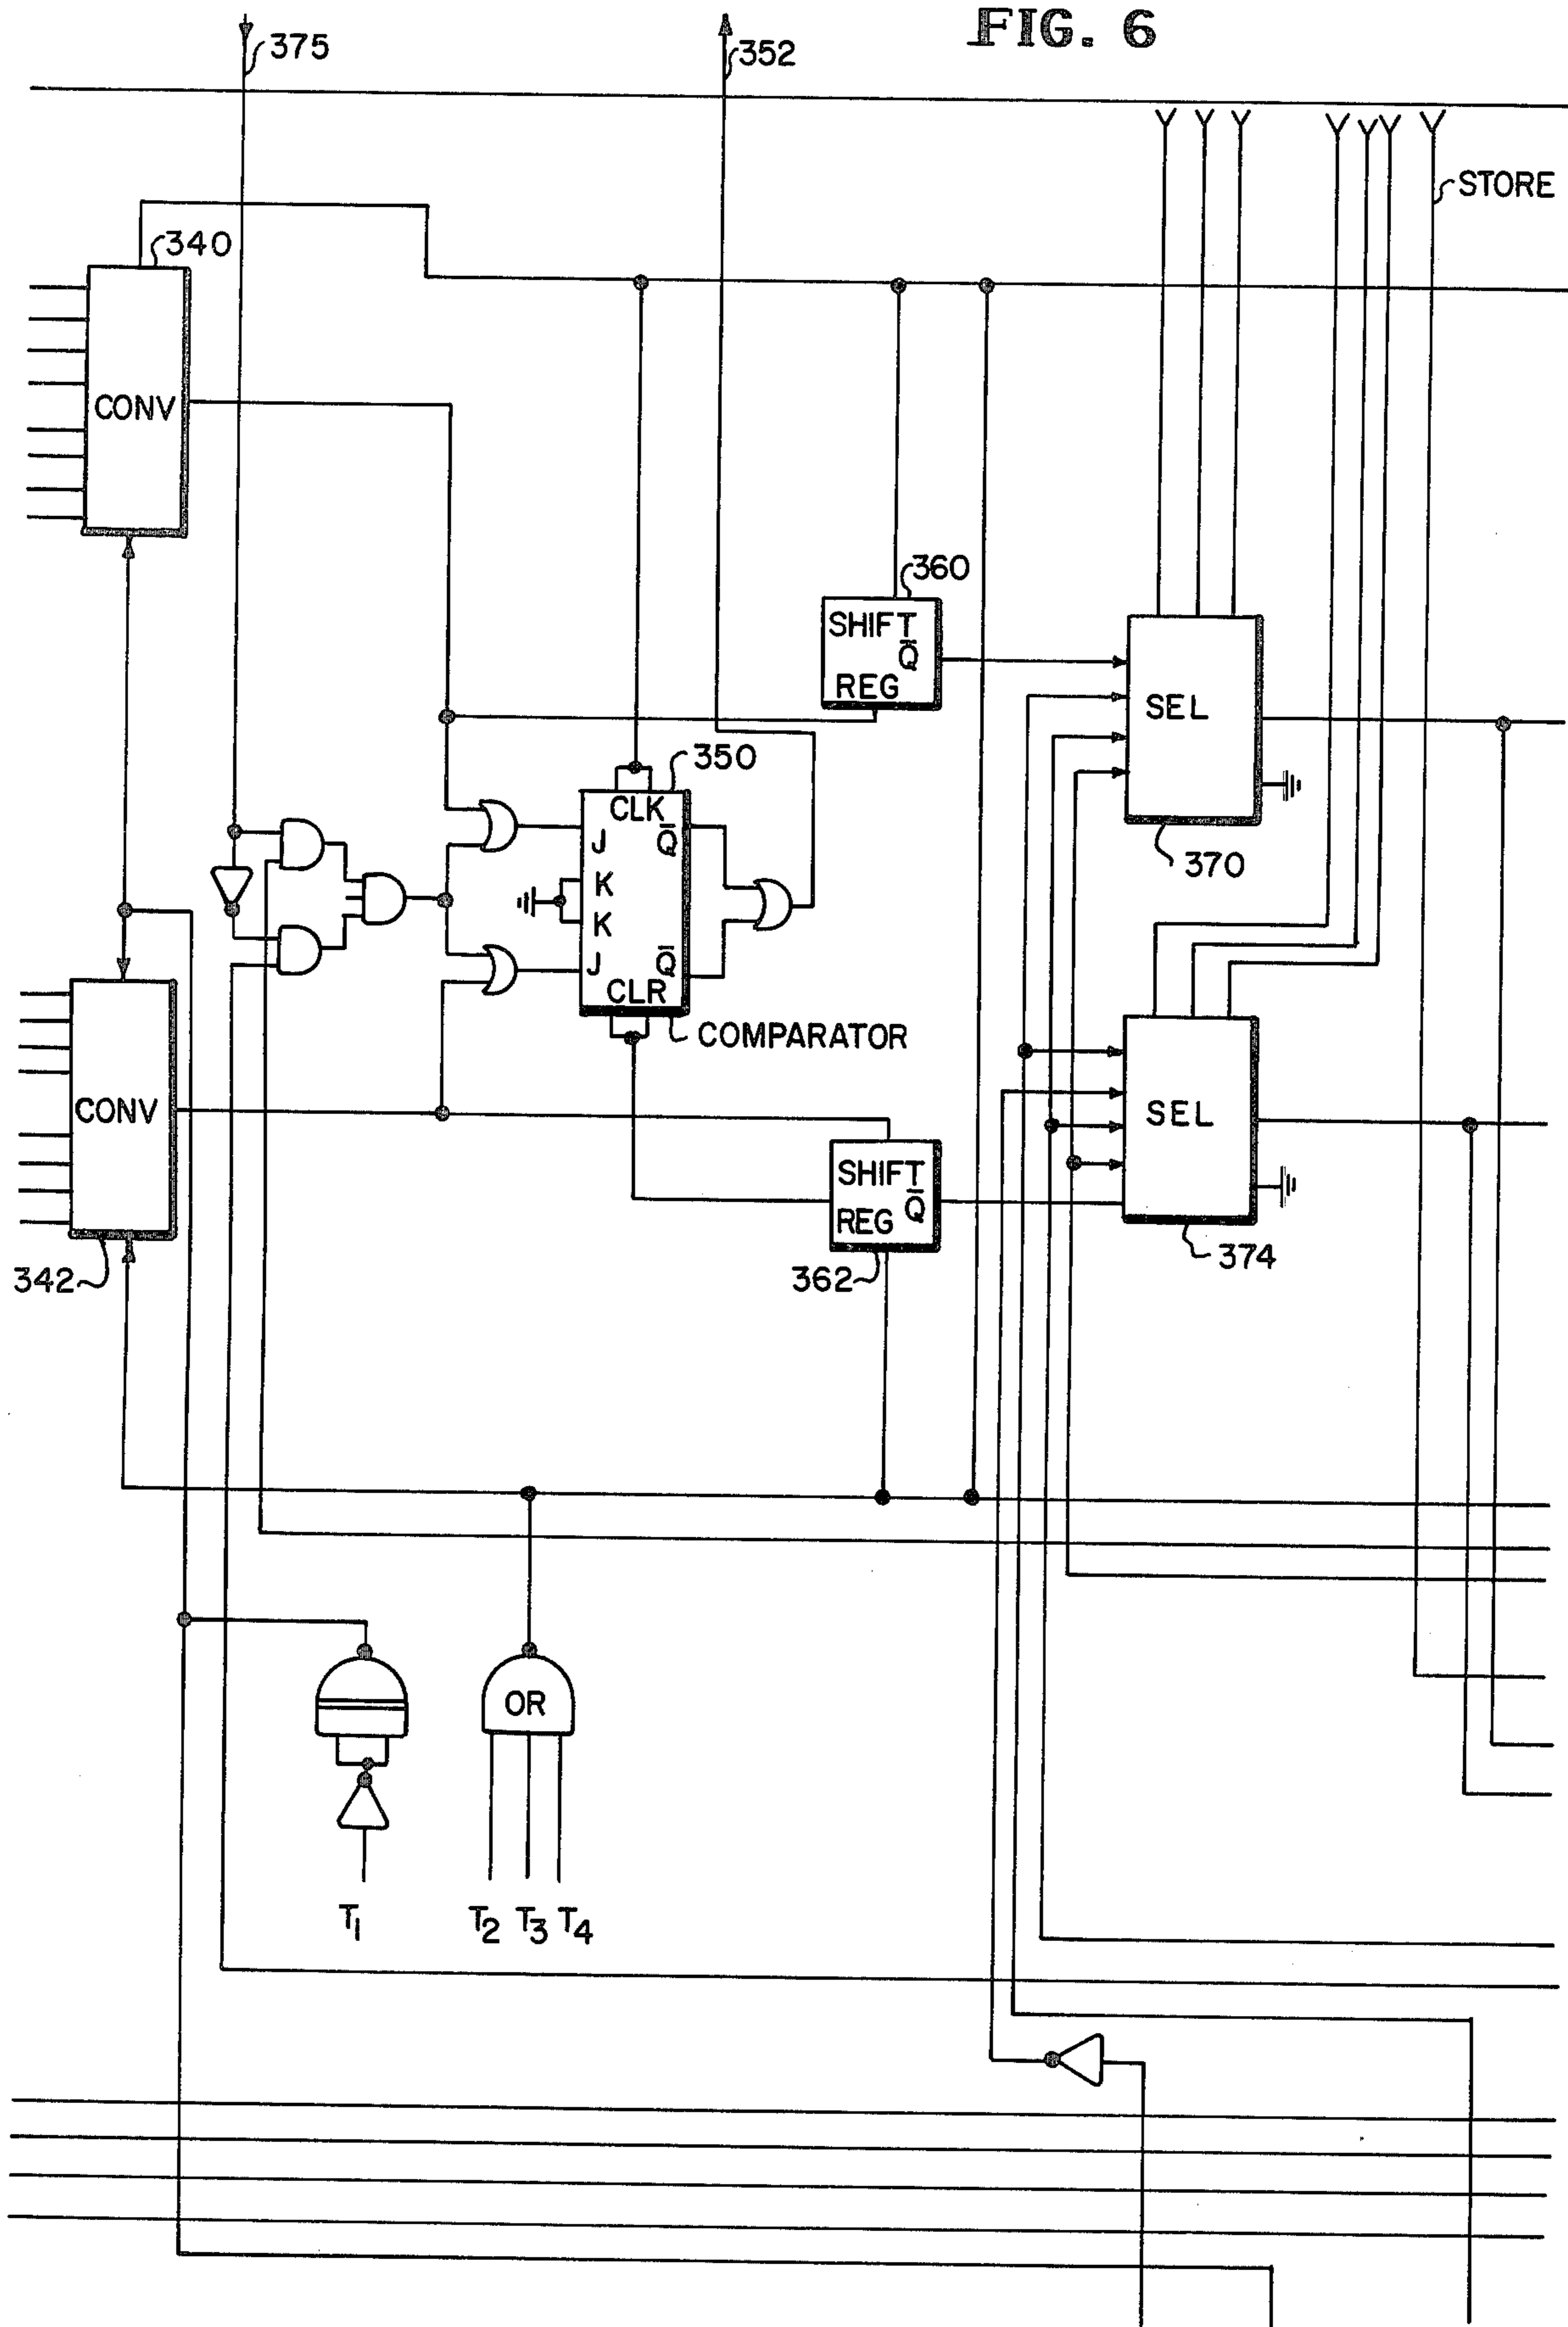 FIG. 6
375
352
STORE
340
CONV
360
SHIFT
Q̄
REG
SEL
370
350
CLK
J
Q̄
K
K
J
Q̄
CLR
COMPARATOR
CONV
342
SHIFT
Q̄
REG
362
SEL
374
OR
T1
T2 T3 T4